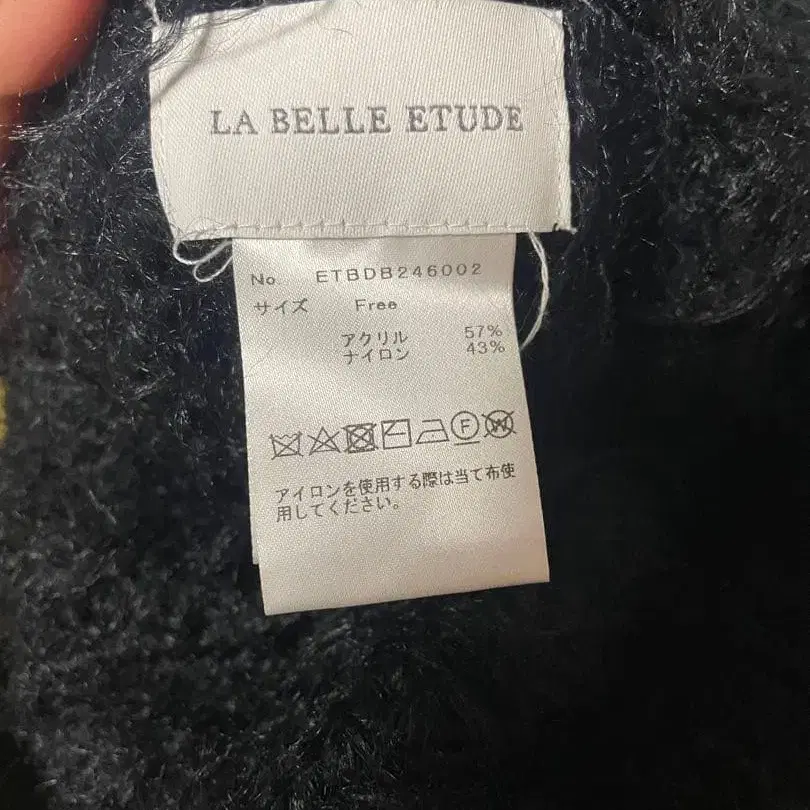 LA BELLE ETUDE
No ETBDB246002
サイズ Free
アクリル 57%
ナイロン 43%
F W
アイロンを使用する際は当て布使
用してください。